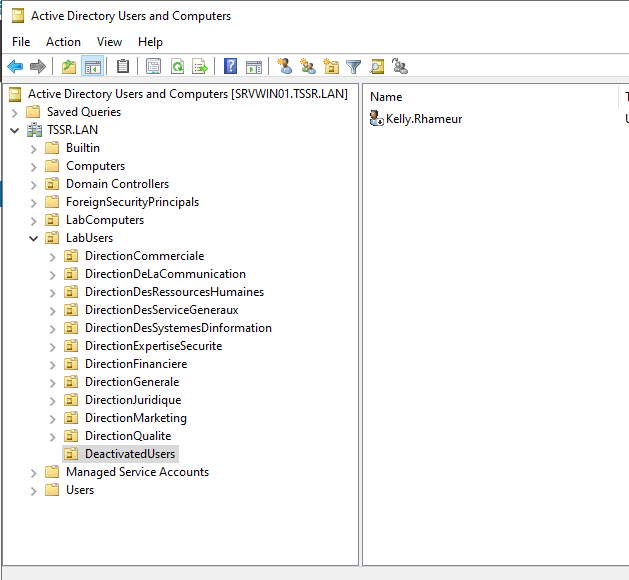 Active Directory Users and Computers
File Action View Help
Active Directory Users and Computers [SRVWIN01.TSSR.LAN]
Saved Queries
TSSR.LAN
Builtin
Computers
Domain Controllers
ForeignSecurityPrincipals
LabComputers
LabUsers
DirectionCommerciale
DirectionDeLaCommunication
DirectionDesRessourcesHumaines
DirectionDesServiceGeneraux
DirectionDesSystemesDinformation
DirectionExpertiseSecurite
DirectionFinanciere
DirectionGenerale
DirectionJuridique
DirectionMarketing
DirectionQualite
DeactivatedUsers
Managed Service Accounts
Users
Name
Kelly.Rhameur